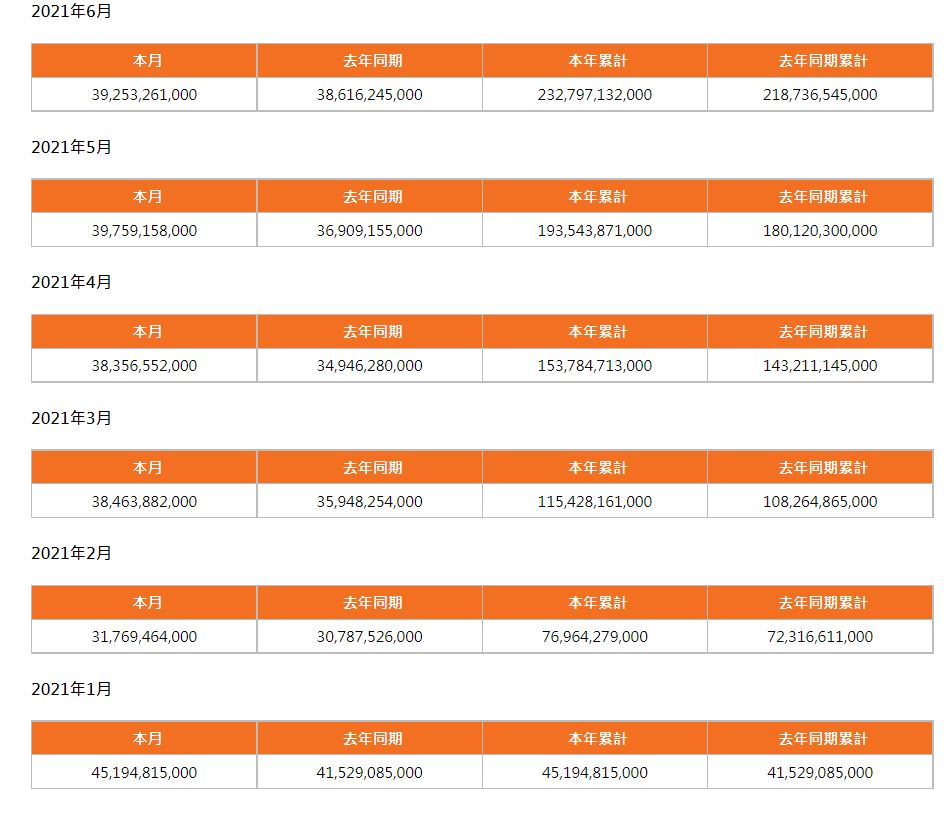 2021年6月
本月 去年同期 本年累計 去年同期累計
39,253,261,000 38,616,245,000 232,797,132,000 218,736,545,000
2021年5月
本月 去年同期 本年累計 去年同期累計
39,759,158,000 36,909,155,000 193,543,871,000 180,120,300,000
2021年4月
本月 去年同期 本年累計 去年同期累計
38,356,552,000 34,946,280,000 153,784,713,000 143,211,145,000
2021年3月
本月 去年同期 本年累計 去年同期累計
38,463,882,000 35,948,254,000 115,428,161,000 108,264,865,000
2021年2月
本月 去年同期 本年累計 去年同期累計
31,769,464,000 30,787,526,000 76,964,279,000 72,316,611,000
2021年1月
本月 去年同期 本年累計 去年同期累計
45,194,815,000 41,529,085,000 45,194,815,000 41,529,085,000